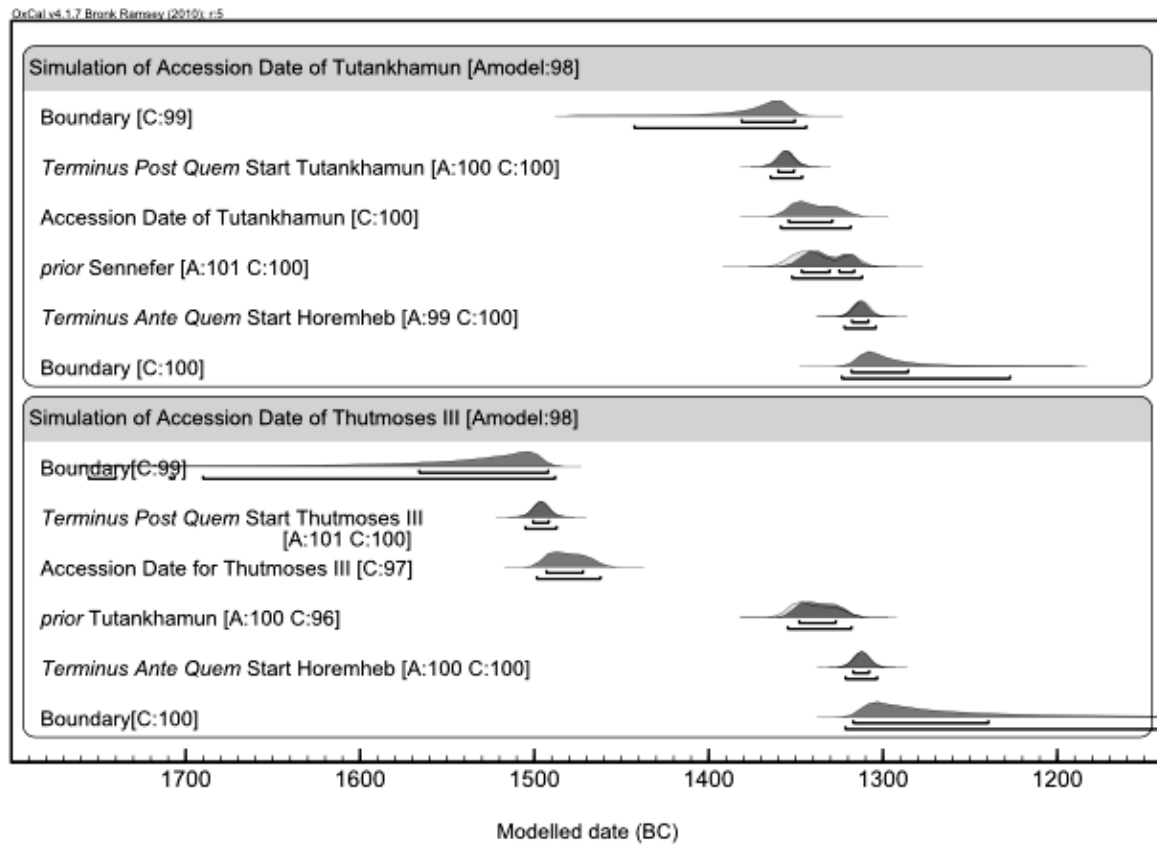 OxCal v4.1.7 Bronk Ramsey (2010); r:5
Simulation of Accession Date of Tutankhamun [Amodel:98]
Boundary [C:99]
Terminus Post Quem Start Tutankhamun [A:100 C:100]
Accession Date of Tutankhamun [C:100]
prior Sennefer [A:101 C:100]
Terminus Ante Quem Start Horemheb [A:99 C:100]
Boundary [C:100]
Simulation of Accession Date of Thutmoses III [Amodel:98]
Boundary[C:99]
Terminus Post Quem Start Thutmoses III
[A:101 C:100]
Accession Date for Thutmoses III [C:97]
prior Tutankhamun [A:100 C:96]
Terminus Ante Quem Start Horemheb [A:100 C:100]
Boundary[C:100]
1700 1600 1500 1400 1300 1200
Modelled date (BC)